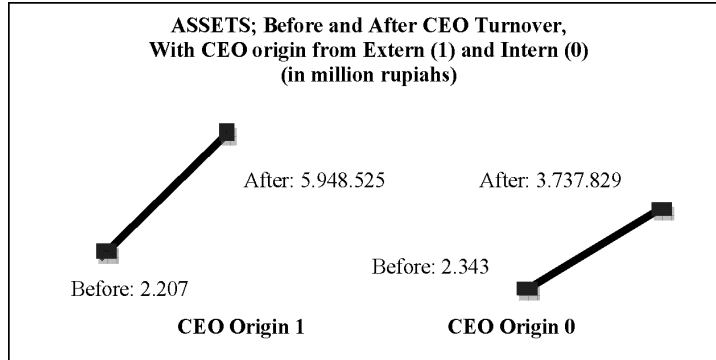 ASSETS; Before and After CEO Turnover,
With CEO origin from Extern (1) and Intern (0)
(in million rupiahs)
After: 5.948.525
After: 3.737.829
Before: 2.343
Before: 2.207
CEO Origin 1
CEO Origin 0